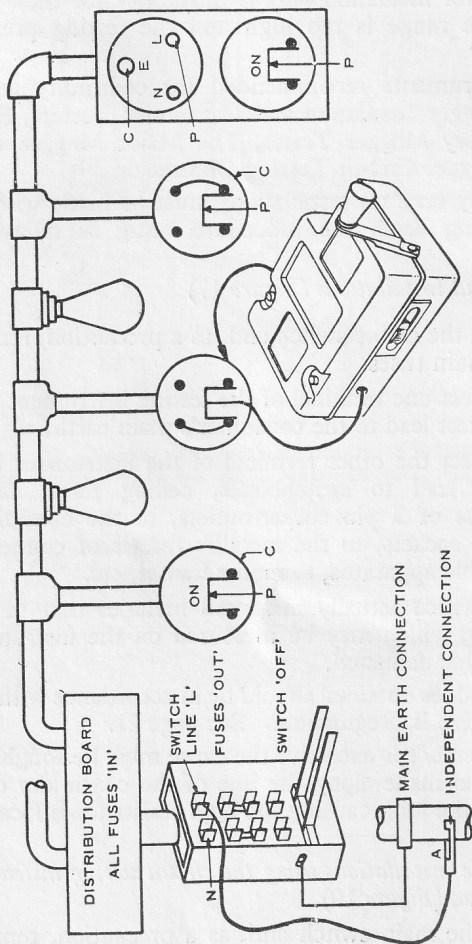 DISTRIBUTION BOARD
ALL FUSES 'IN'
SWITCH
LINE 'L'
FUSES 'OUT'
SWITCH 'OFF'
N
ON
C
P
C
P
E
N
C
P
ON
P
MAIN EARTH CONNECTION
INDEPENDENT CONNECTION
A